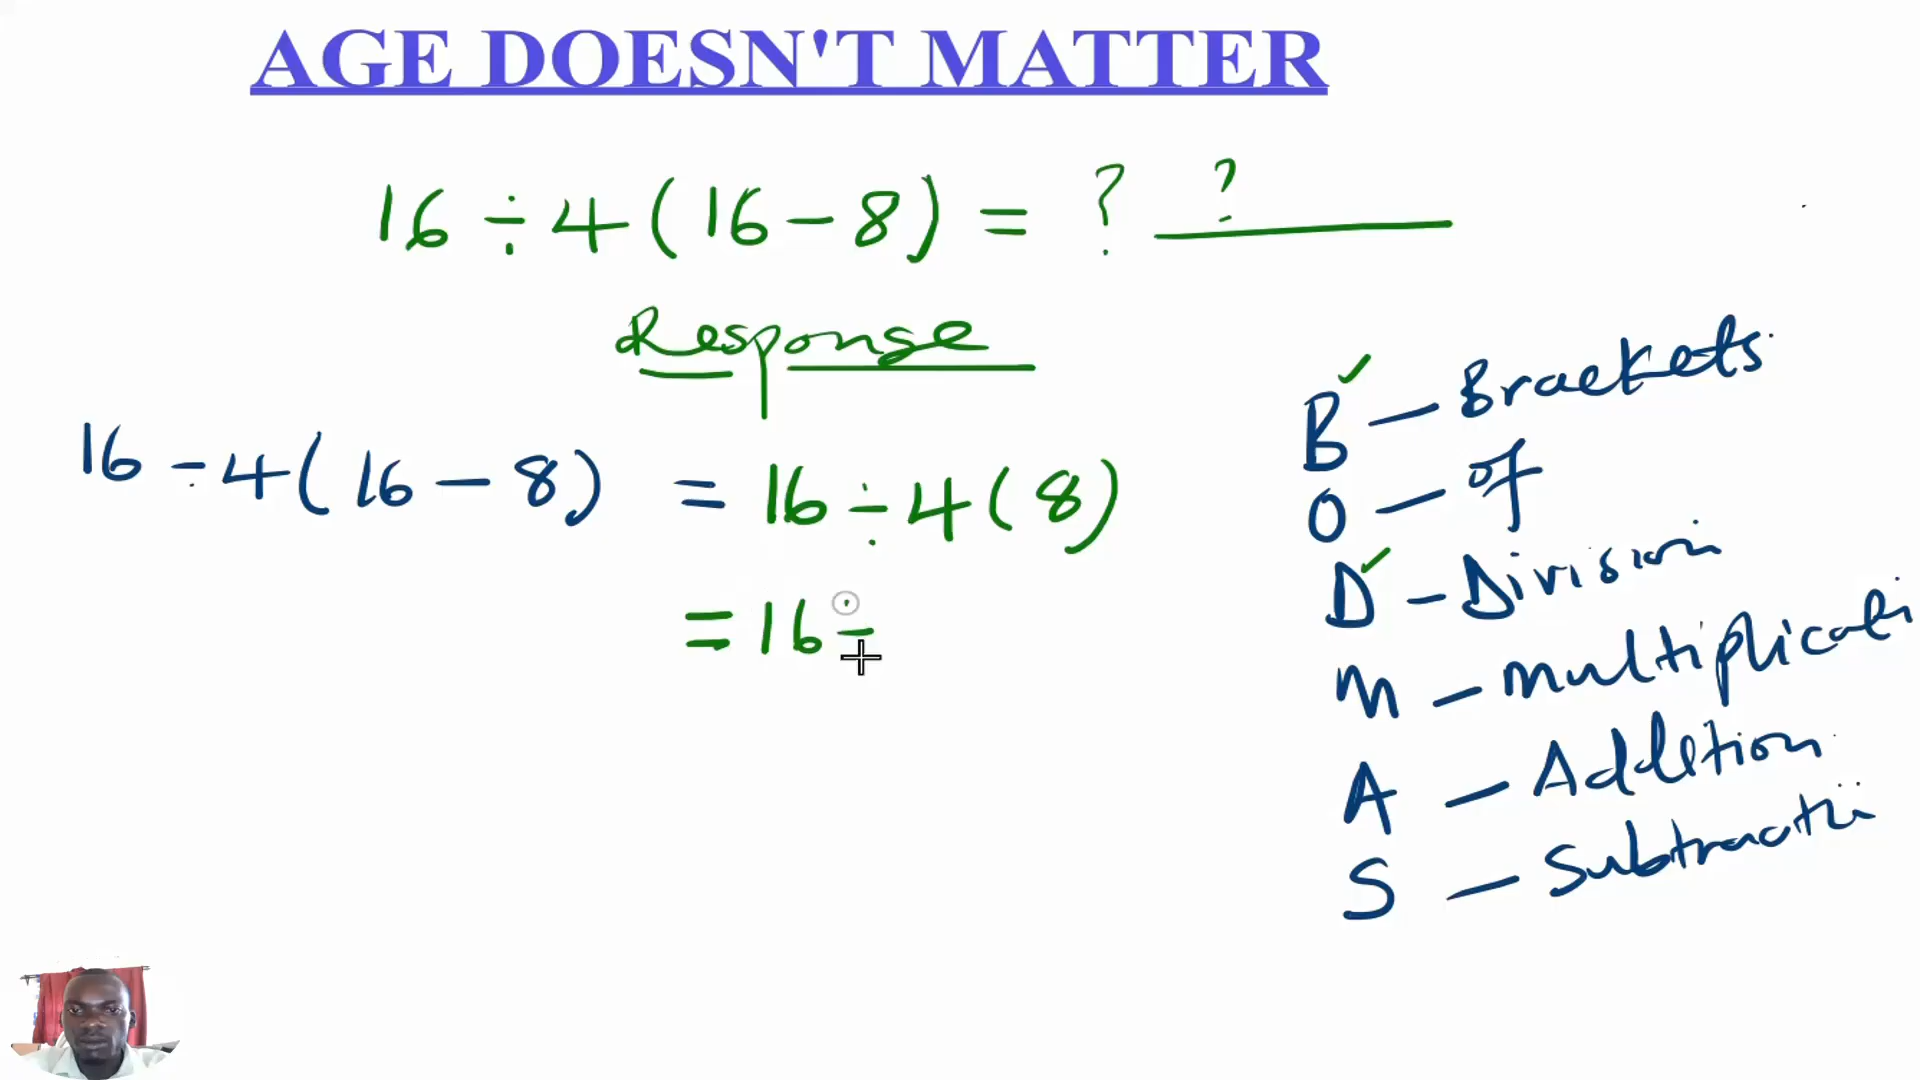 AGE DOESN'T MATTER
16 ÷ 4 ( 16 - 8 ) = ? ?
Response
16 ÷ 4 ( 16 - 8 ) = 16 ÷ 4 ( 8 )
= 16 ÷
B - Brackets
O - of
D - Division
M - Multiplicati
A - Addition
S - Subtracti